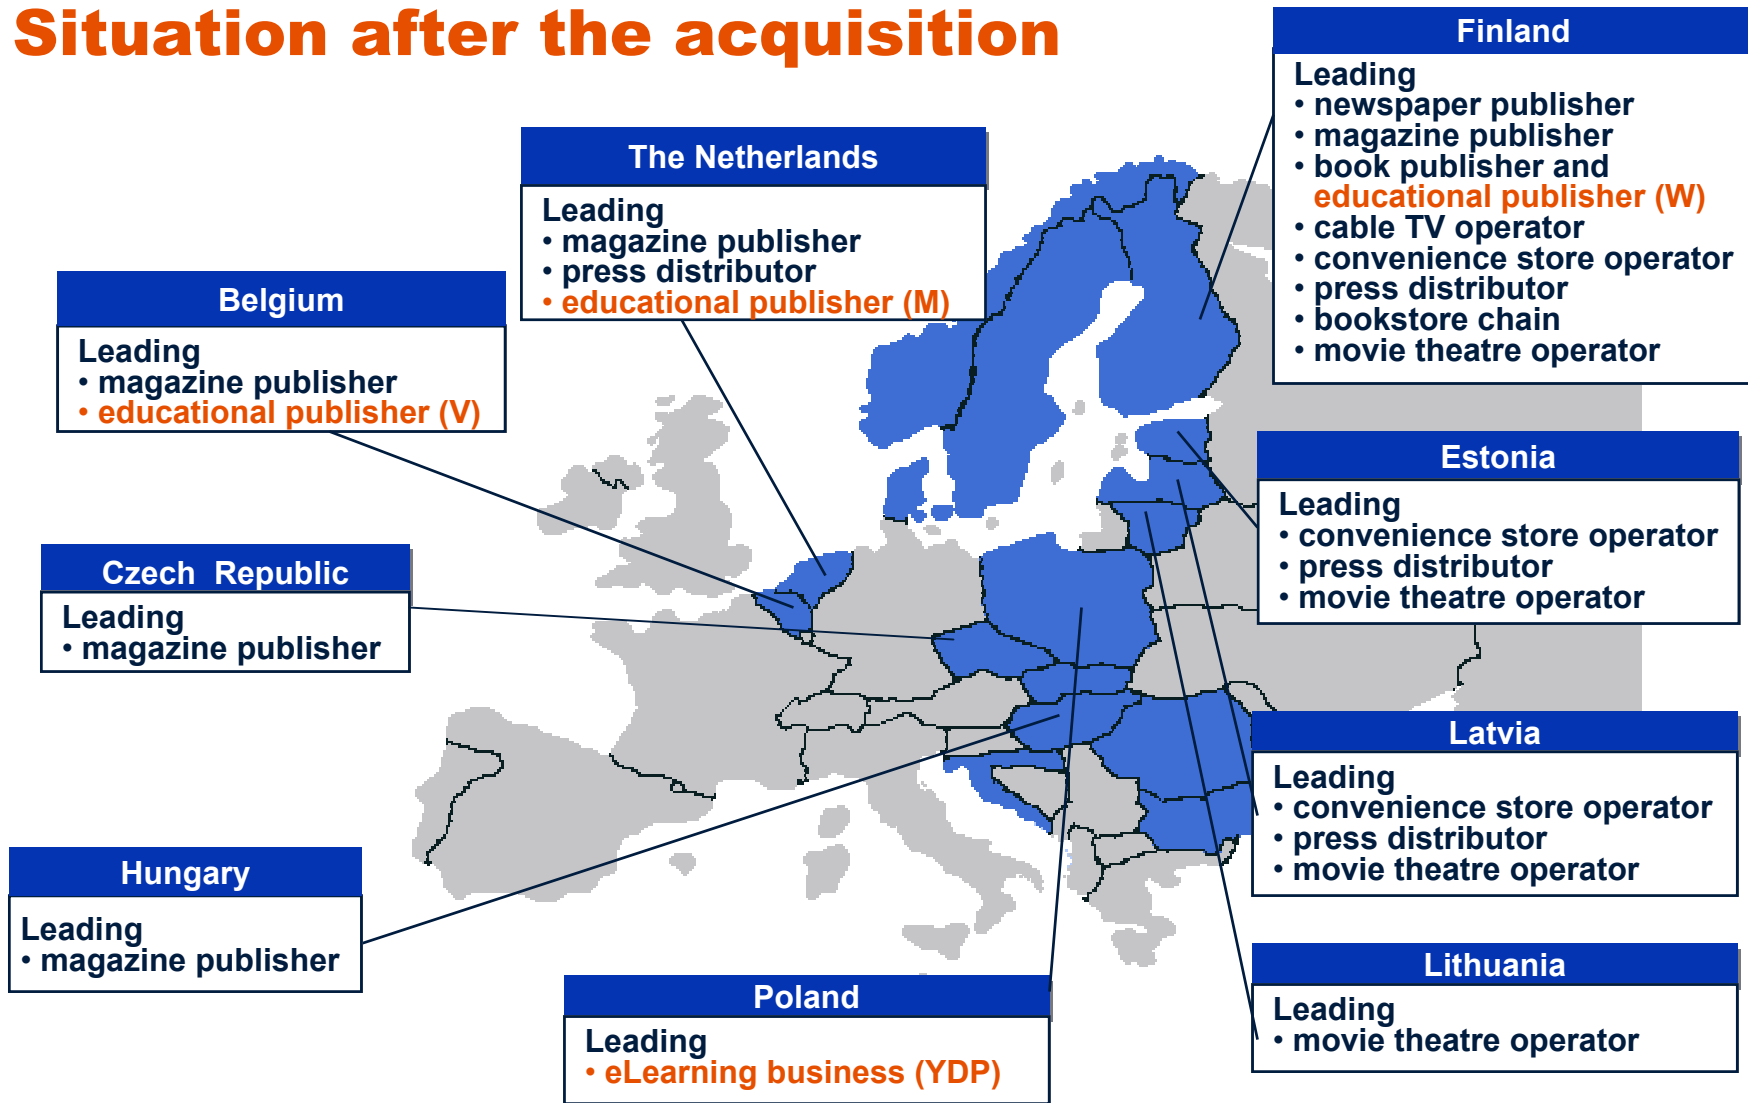 Situation after the acquisition
Finland
Leading
• newspaper publisher
• magazine publisher
• book publisher and
educational publisher (W)
• cable TV operator
• convenience store operator
• press distributor
• bookstore chain
• movie theatre operator
The Netherlands
Leading
• magazine publisher
• press distributor
• educational publisher (M)
Belgium
Leading
• magazine publisher
• educational publisher (V)
Estonia
Leading
• convenience store operator
• press distributor
• movie theatre operator
Czech Republic
Leading
• magazine publisher
Latvia
Leading
• convenience store operator
• press distributor
• movie theatre operator
Hungary
Leading
• magazine publisher
Lithuania
Leading
• movie theatre operator
Poland
Leading
• eLearning business (YDP)